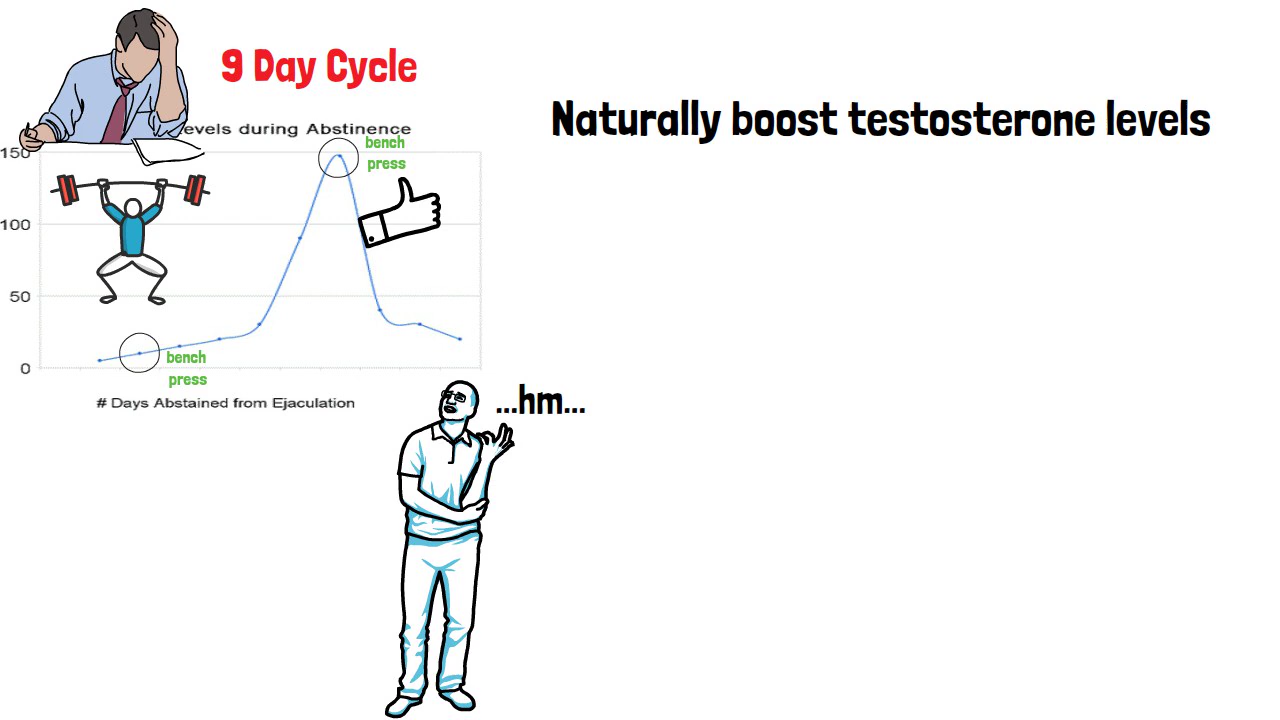 9 Day Cycle
Naturally boost testosterone levels
evels during Abstinence
150
bench
press
100
50
bench
press
0
# Days Abstained from Ejaculation
...hm...